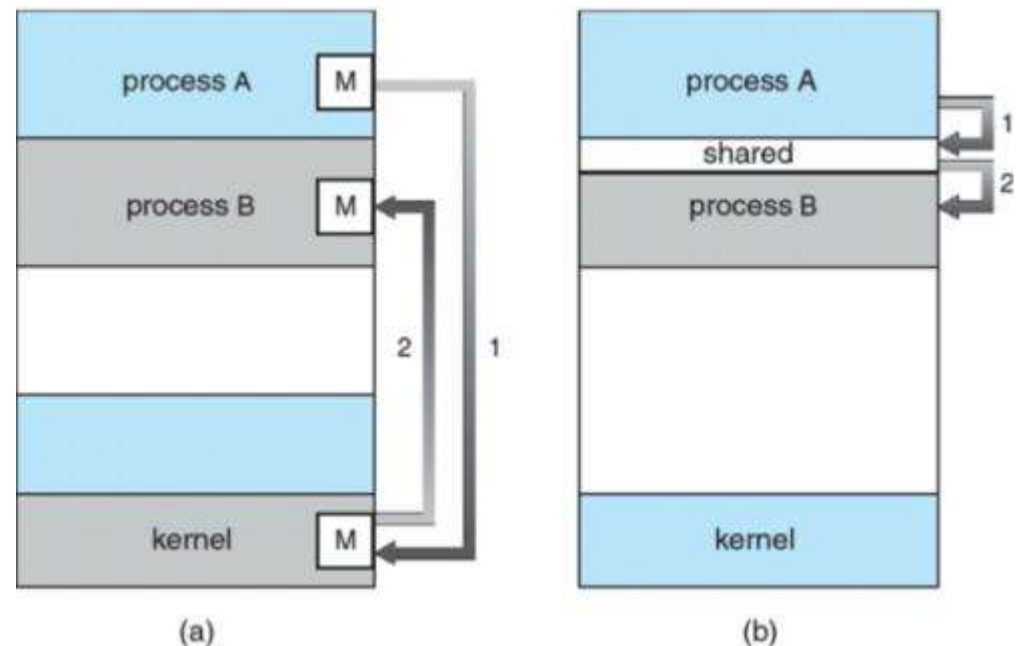 process A
M
process B
M
2
1
kernel
M
(a)
process A
1
shared
2
process B
kernel
(b)